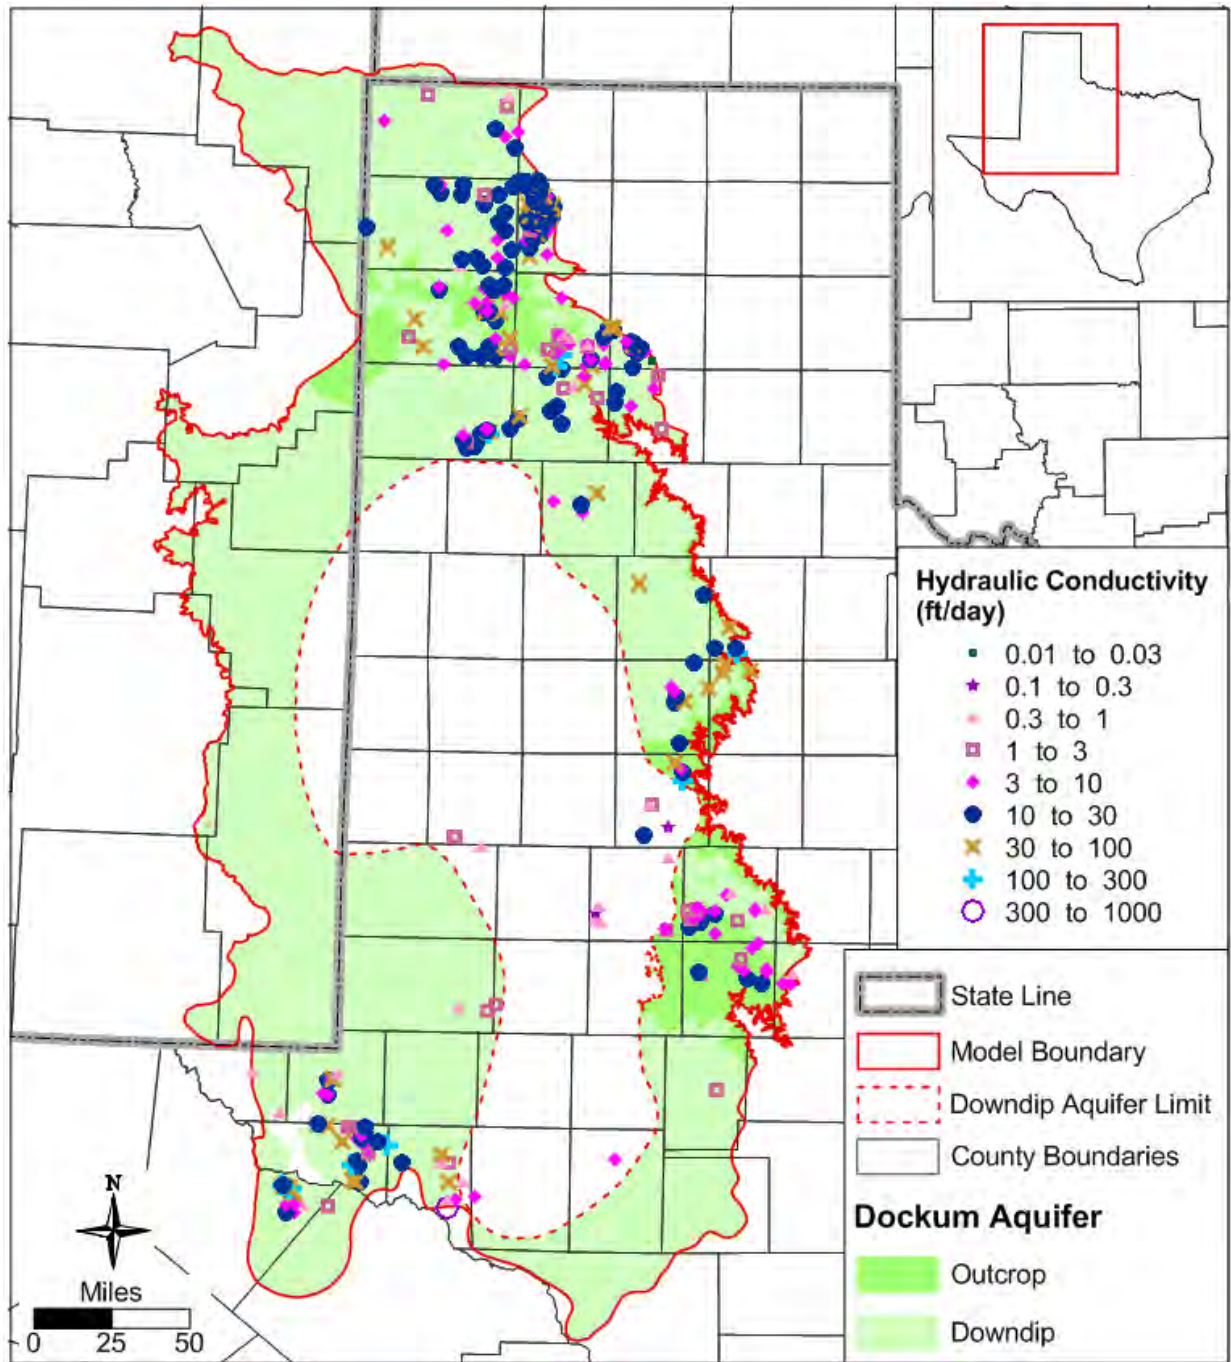 Hydraulic Conductivity
(ft/day)
0.01 to 0.03
0.1 to 0.3
0.3 to 1
1 to 3
3 to 10
10 to 30
30 to 100
100 to 300
300 to 1000
State Line
Model Boundary
Downdip Aquifer Limit
County Boundaries
Dockum Aquifer
Outcrop
Downdip
N
Miles
0 25 50